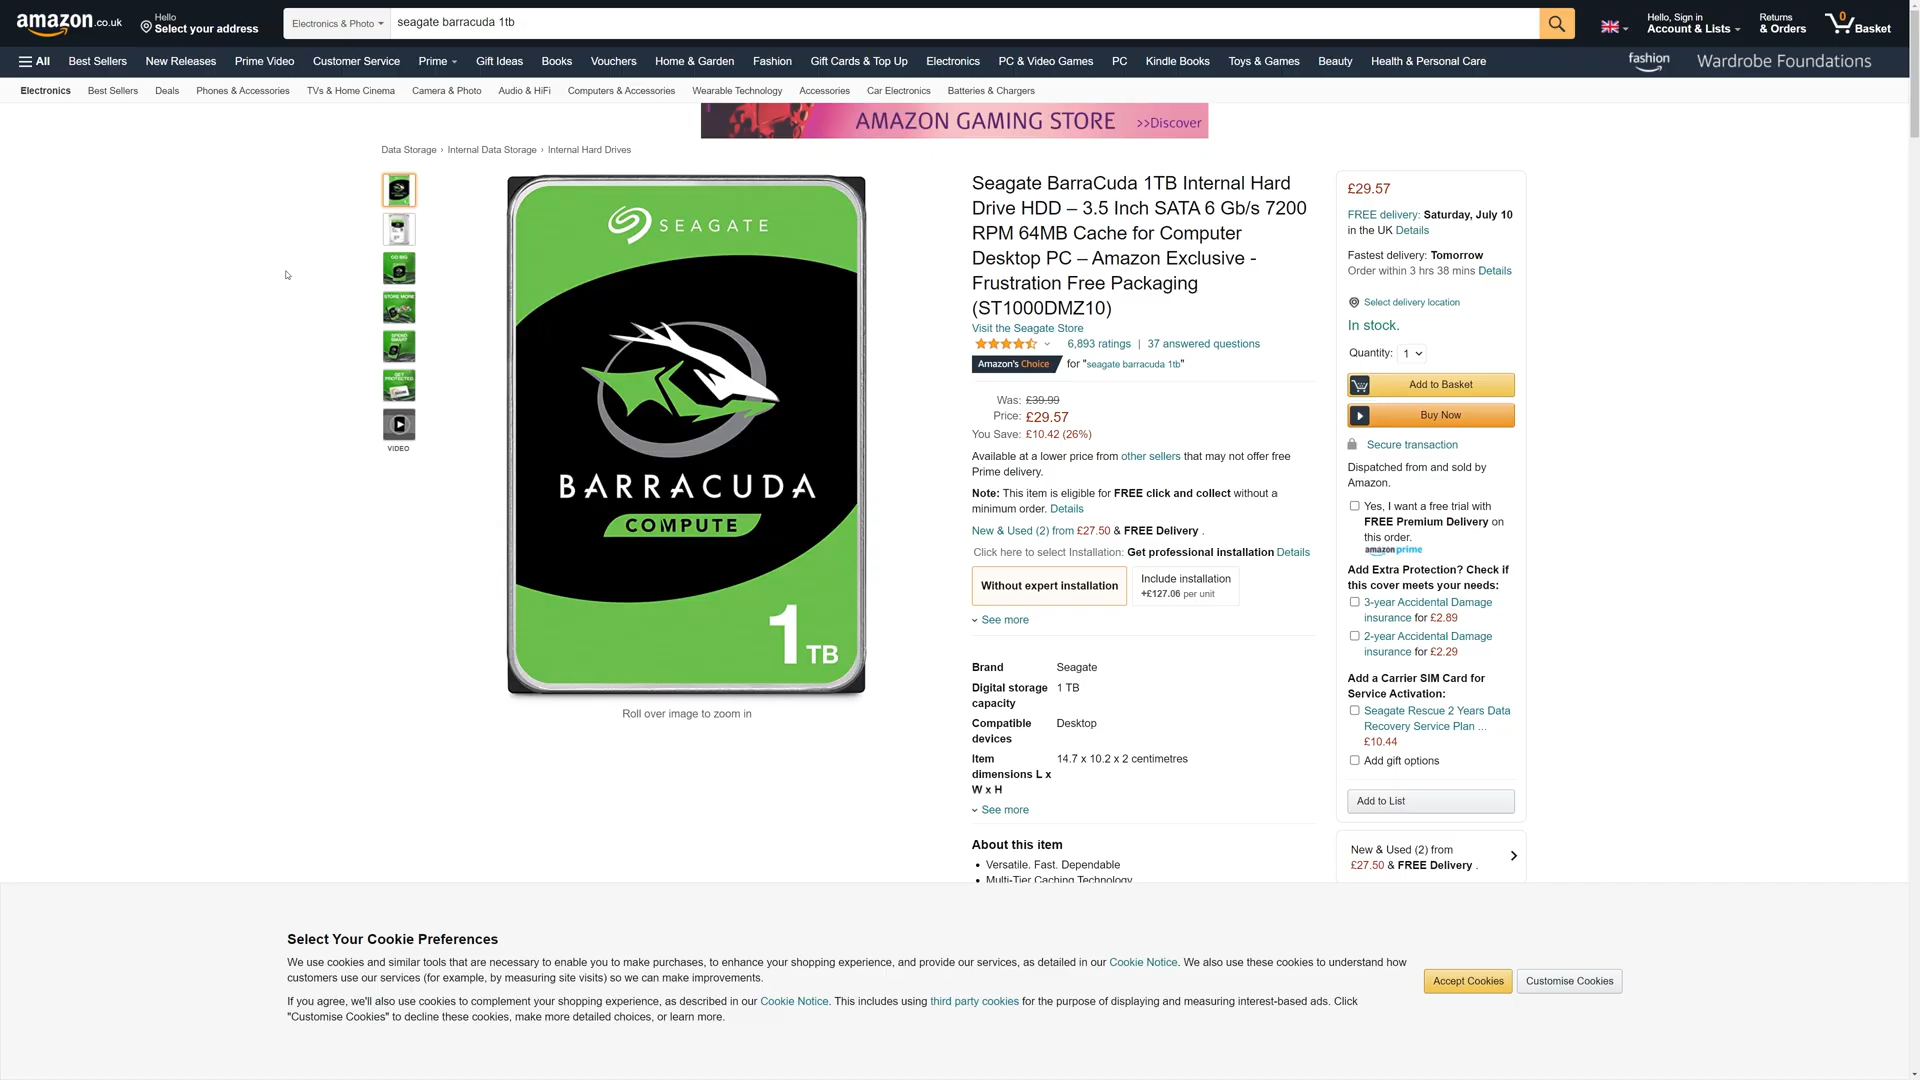 amazon.co.uk
Hello
Select your address
Electronics & Photo
seagate barracuda 1tb
Hello, Sign in
Account & Lists
Returns
& Orders
0
Basket
All
Best Sellers
New Releases
Prime Video
Customer Service
Prime
Gift Ideas
Books
Vouchers
Home & Garden
Fashion
Gift Cards & Top Up
Electronics
PC & Video Games
PC
Kindle Books
Toys & Games
Beauty
Health & Personal Care
fashion
Wardrobe Foundations
Electronics
Best Sellers
Deals
Phones & Accessories
TVs & Home Cinema
Camera & Photo
Audio & HiFi
Computers & Accessories
Wearable Technology
Accessories
Car Electronics
Batteries & Chargers
AMAZON GAMING STORE >>Discover
Data Storage › Internal Data Storage › Internal Hard Drives
GO BIG
STORE MORE
SPEND SMART
GET PROTECTED
VIDEO
SEAGATE
BARRACUDA
COMPUTE
1TB
Roll over image to zoom in
Seagate BarraCuda 1TB Internal Hard
Drive HDD – 3.5 Inch SATA 6 Gb/s 7200
RPM 64MB Cache for Computer
Desktop PC – Amazon Exclusive -
Frustration Free Packaging
(ST1000DMZ10)
Visit the Seagate Store
6,893 ratings | 37 answered questions
Amazon's Choice for "seagate barracuda 1tb"
Was: £39.99
Price: £29.57
You Save: £10.42 (26%)
Available at a lower price from other sellers that may not offer free
Prime delivery.
Note: This item is eligible for FREE click and collect without a
minimum order. Details
New & Used (2) from £27.50 & FREE Delivery .
Click here to select Installation: Get professional installation Details
Without expert installation
Include installation
+£127.06 per unit
See more
Brand Seagate
Digital storage 1 TB
capacity
Compatible Desktop
devices
Item 14.7 x 10.2 x 2 centimetres
dimensions L x
W x H
See more
About this item
• Versatile. Fast. Dependable
• Multi-Tier Caching Technology
£29.57
FREE delivery: Saturday, July 10
in the UK Details
Fastest delivery: Tomorrow
Order within 3 hrs 38 mins Details
Select delivery location
In stock.
Quantity: 1
Add to Basket
Buy Now
Secure transaction
Dispatched from and sold by
Amazon.
Yes, I want a free trial with
FREE Premium Delivery on
this order.
amazon prime
Add Extra Protection? Check if
this cover meets your needs:
3-year Accidental Damage
insurance for £2.89
2-year Accidental Damage
insurance for £2.29
Add a Carrier SIM Card for
Service Activation:
Seagate Rescue 2 Years Data
Recovery Service Plan ...
£10.44
Add gift options
Add to List
New & Used (2) from
£27.50 & FREE Delivery .
Select Your Cookie Preferences
We use cookies and similar tools that are necessary to enable you to make purchases, to enhance your shopping experience, and provide our services, as detailed in our Cookie Notice. We also use these cookies to understand how
customers use our services (for example, by measuring site visits) so we can make improvements.
If you agree, we'll also use cookies to complement your shopping experience, as described in our Cookie Notice. This includes using third party cookies for the purpose of displaying and measuring interest-based ads. Click
"Customise Cookies" to decline these cookies, make more detailed choices, or learn more.
Accept Cookies
Customise Cookies